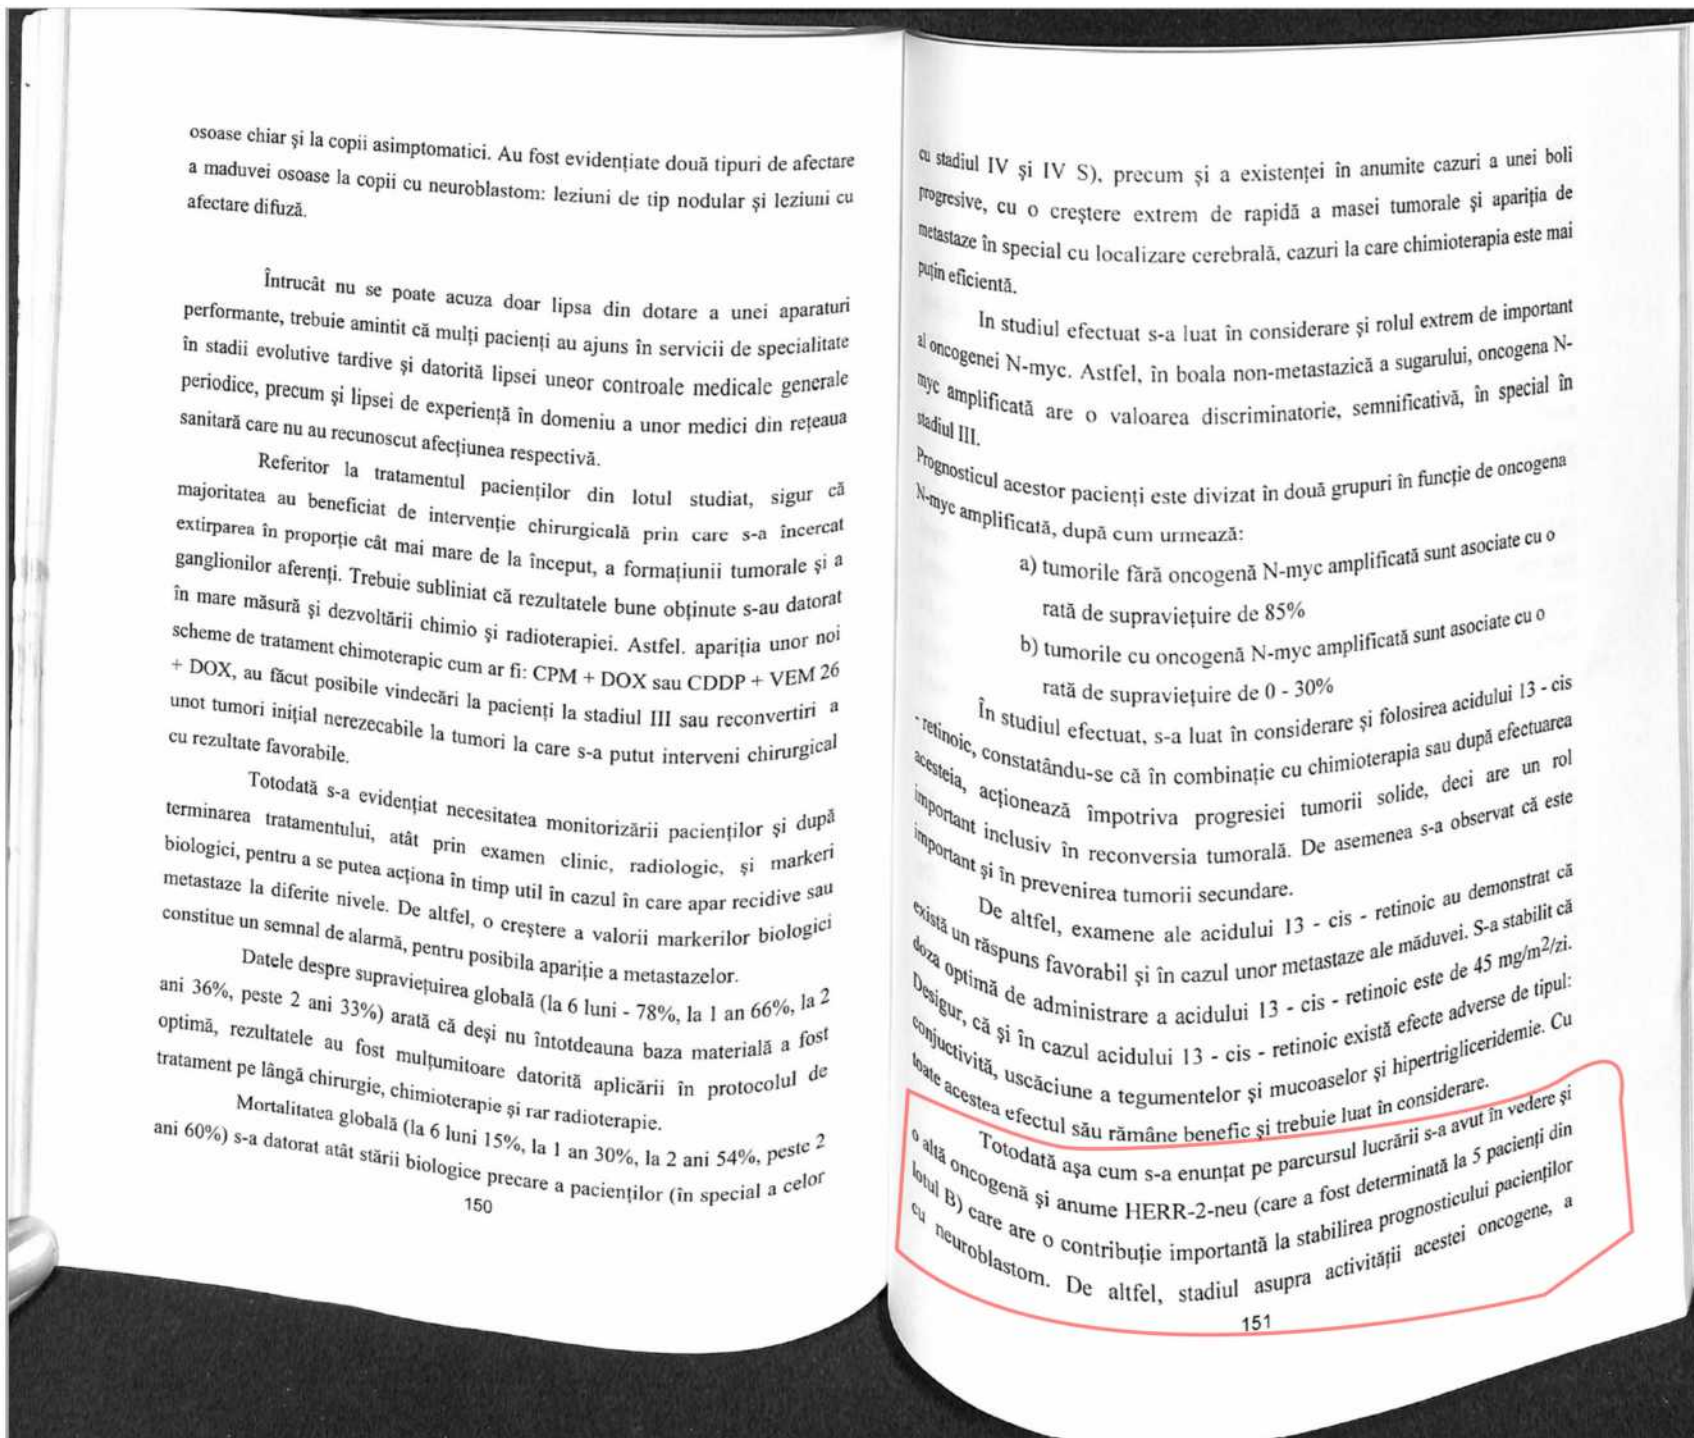 osoase chiar şi la copii asimptomatici. Au fost evidenţiate două tipuri de afectare
a maduvei osoase la copii cu neuroblastom: leziuni de tip nodular şi leziuni cu
afectare difuză.
Întrucât nu se poate acuza doar lipsa din dotare a unei aparaturi
performante, trebuie amintit că mulţi pacienţi au ajuns în servicii de specialitate
în stadii evolutive tardive şi datorită lipsei uneor controale medicale generale
periodice, precum şi lipsei de experienţă în domeniu a unor medici din reţeaua
sanitară care nu au recunoscut afecţiunea respectivă.
Referitor la tratamentul pacienţilor din lotul studiat, sigur că
majoritatea au beneficiat de intervenţie chirurgicală prin care s-a încercat
extirparea în proporţie cât mai mare de la început, a formaţiunii tumorale şi a
ganglionilor aferenţi. Trebuie subliniat că rezultatele bune obţinute s-au datorat
în mare măsură şi dezvoltării chimio şi radioterapiei. Astfel. apariţia unor noi
scheme de tratament chimoterapic cum ar fi: CPM + DOX sau CDDP + VEM 26
+ DOX, au făcut posibile vindecări la pacienţi la stadiul III sau reconvertiri a
unot tumori iniţial nerezecabile la tumori la care s-a putut interveni chirurgical
cu rezultate favorabile.
Totodată s-a evidenţiat necesitatea monitorizării pacienţilor şi după
terminarea tratamentului, atât prin examen clinic, radiologic, şi markeri
biologici, pentru a se putea acţiona în timp util în cazul în care apar recidive sau
metastaze la diferite nivele. De altfel, o creştere a valorii markerilor biologici
constitue un semnal de alarmă, pentru posibila apariţie a metastazelor.
Datele despre supravieţuirea globală (la 6 luni - 78%, la 1 an 66%, la 2
ani 36%, peste 2 ani 33%) arată că deşi nu întotdeauna baza materială a fost
optimă, rezultatele au fost mulţumitoare datorită aplicării în protocolul de
tratament pe lângă chirurgie, chimioterapie şi rar radioterapie.
Mortalitatea globală (la 6 luni 15%, la 1 an 30%, la 2 ani 54%, peste 2
ani 60%) s-a datorat atât stării biologice precare a pacienţilor (în special a celor
150
cu stadiul IV şi IV S), precum şi a existenţei în anumite cazuri a unei boli
progresive, cu o creştere extrem de rapidă a masei tumorale şi apariţia de
metastaze în special cu localizare cerebrală, cazuri la care chimioterapia este mai
puţin eficientă.
In studiul efectuat s-a luat în considerare şi rolul extrem de important
al oncogenei N-myc. Astfel, în boala non-metastazică a sugarului, oncogena N-
myc amplificată are o valoarea discriminatorie, semnificativă, în special în
stadiul III.
Prognosticul acestor pacienţi este divizat în două grupuri în funcţie de oncogena
N-myc amplificată, după cum urmează:
a) tumorile fără oncogenă N-myc amplificată sunt asociate cu o
rată de supravieţuire de 85%
b) tumorile cu oncogenă N-myc amplificată sunt asociate cu o
rată de supravieţuire de 0 - 30%
În studiul efectuat, s-a luat în considerare şi folosirea acidului 13 - cis
- retinoic, constatându-se că în combinaţie cu chimioterapia sau după efectuarea
acesteia, acţionează împotriva progresiei tumorii solide, deci are un rol
important inclusiv în reconversia tumorală. De asemenea s-a observat că este
important şi în prevenirea tumorii secundare.
De altfel, examene ale acidului 13 - cis - retinoic au demonstrat că
există un răspuns favorabil şi în cazul unor metastaze ale măduvei. S-a stabilit că
doza optimă de administrare a acidului 13 - cis - retinoic este de 45 mg/m2/zi.
Desigur, că şi în cazul acidului 13 - cis - retinoic există efecte adverse de tipul:
conjuctivită, uscăciune a tegumentelor şi mucoaselor şi hipertrigliceridemie. Cu
toate acestea efectul său rămâne benefic şi trebuie luat în considerare.
Totodată aşa cum s-a enunţat pe parcursul lucrării s-a avut în vedere şi
o altă oncogenă şi anume HERR-2-neu (care a fost determinată la 5 pacienţi din
lotul B) care are o contribuţie importantă la stabilirea prognosticului pacienţilor
cu neuroblastom. De altfel, stadiul asupra activităţii acestei oncogene, a
151